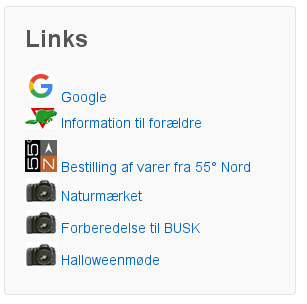 Links
Google
Information til forældre
55 N
Bestilling af varer fra 55° Nord
Naturmærket
Forberedelse til BUSK
Halloweenmøde